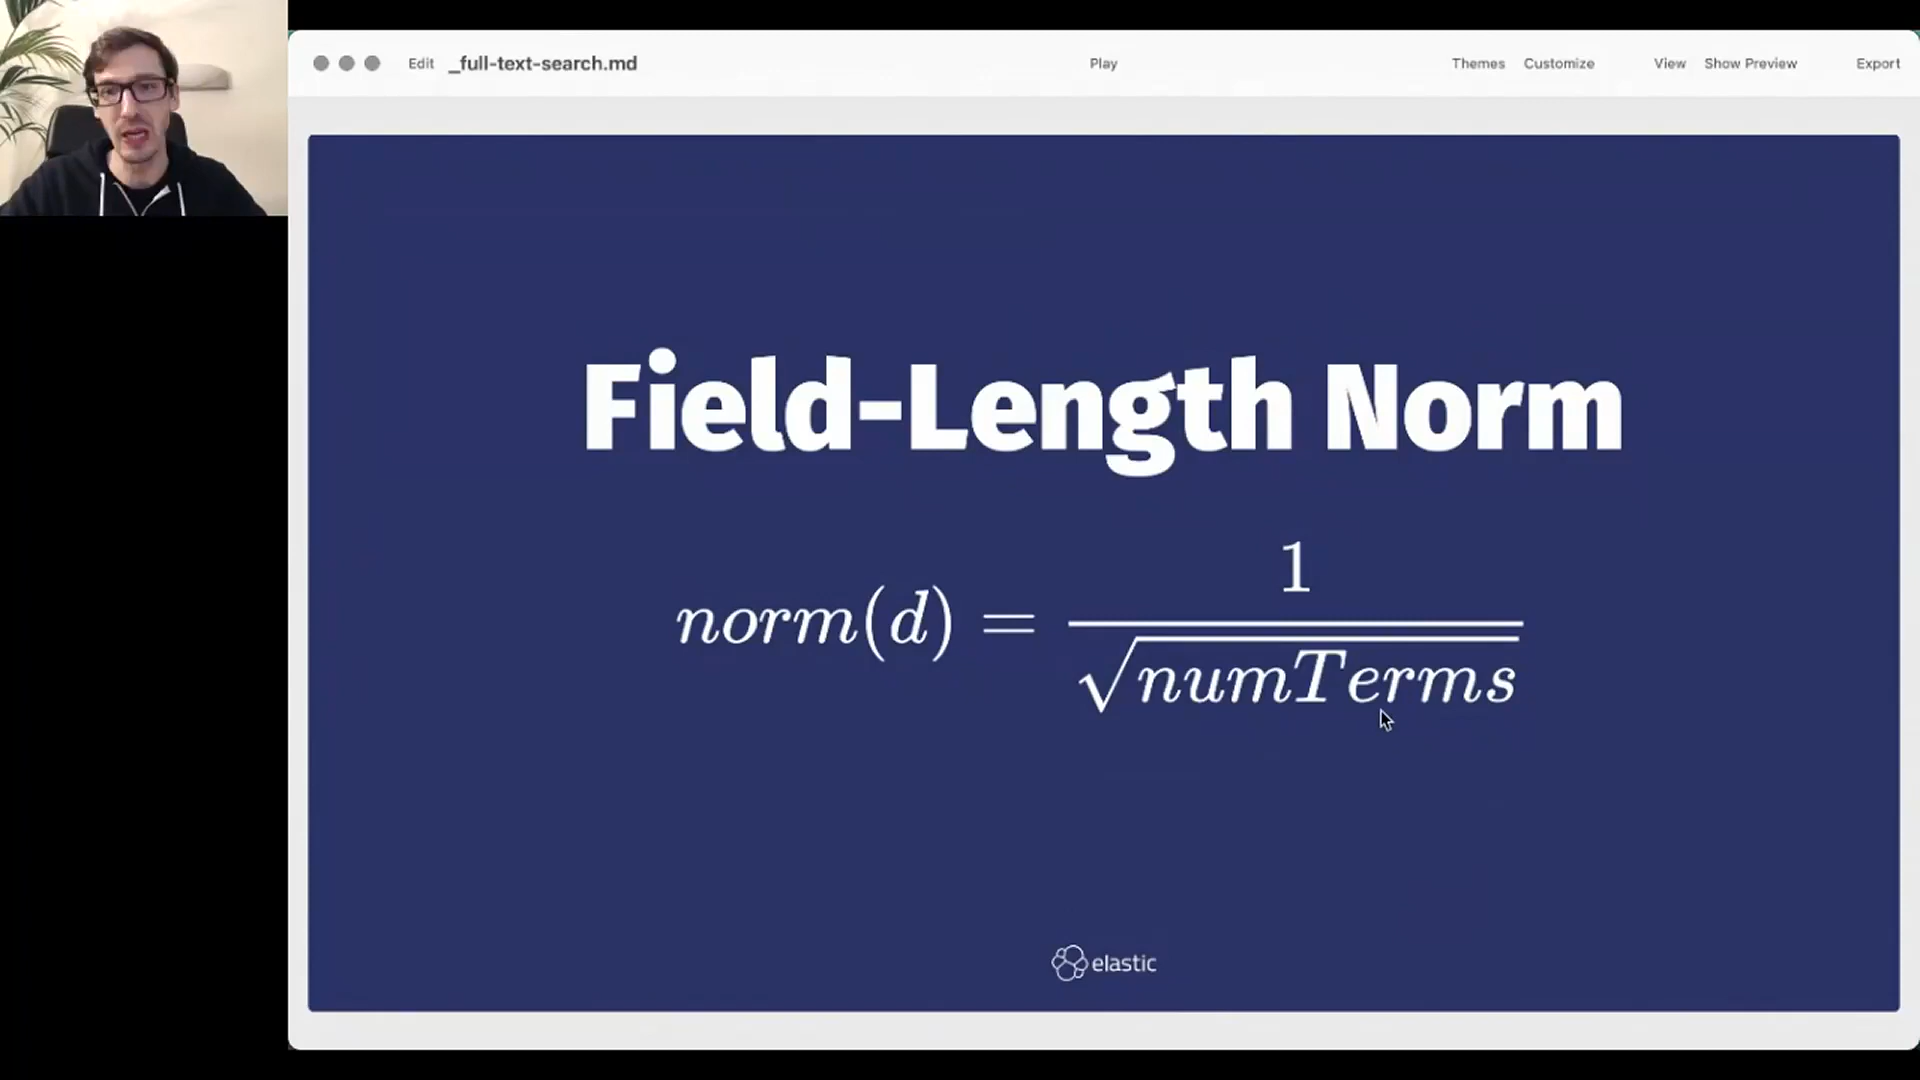 Edit _full-text-search.md Play Themes Customize View Show Preview Export
Field-Length Norm
norm(d) = 1 / √numTerms
elastic